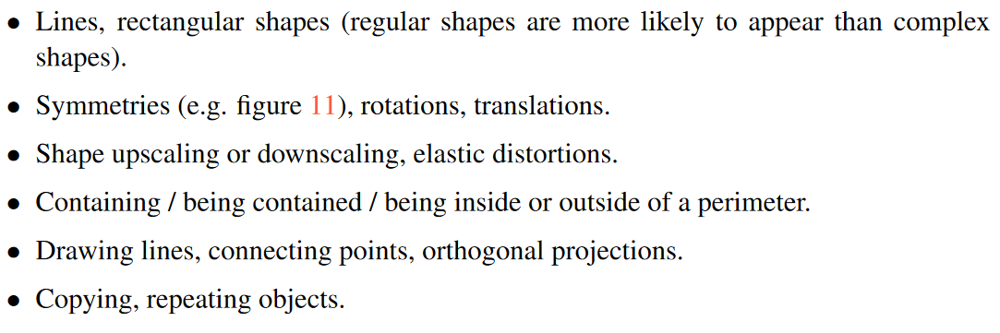 • Lines, rectangular shapes (regular shapes are more likely to appear than complex
shapes).
• Symmetries (e.g. figure 11), rotations, translations.
• Shape upscaling or downscaling, elastic distortions.
• Containing / being contained / being inside or outside of a perimeter.
• Drawing lines, connecting points, orthogonal projections.
• Copying, repeating objects.